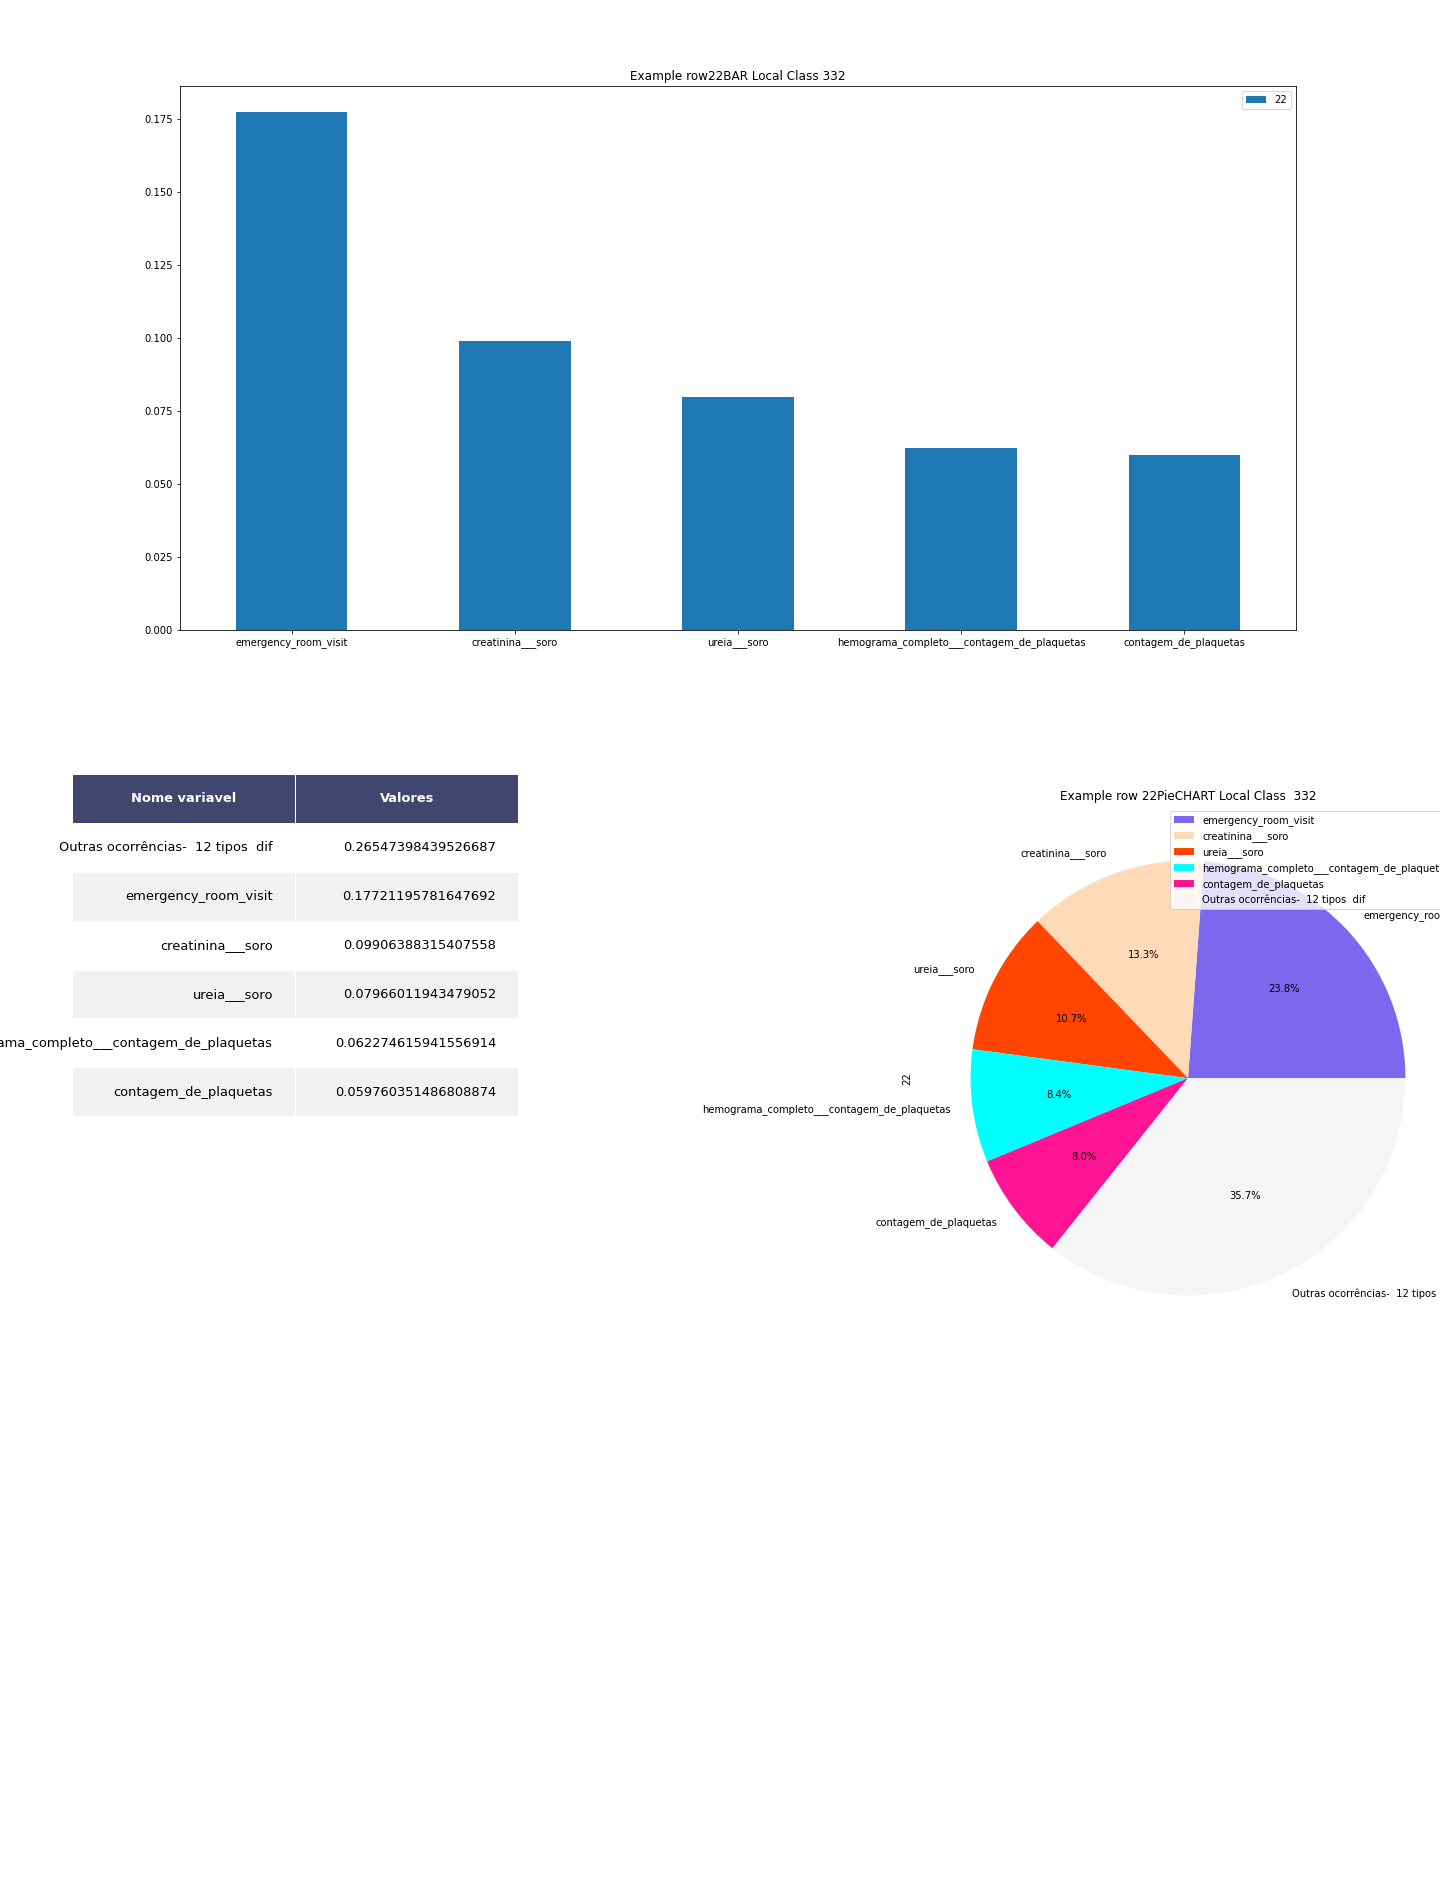 Example row22BAR Local Class 332
22
0.175
0.150
0.125
0.100
0.075
0.050
0.025
0.000
emergency_room_visit creatinina___soro ureia___soro hemograma_completo___contagem_de_plaquetas contagem_de_plaquetas
Nome variavel Valores
Outras ocorrências- 12 tipos dif 0.26547398439526687
emergency_room_visit 0.17721195781647692
creatinina___soro 0.09906388315407558
ureia___soro 0.07966011943479052
ama_completo___contagem_de_plaquetas 0.062274615941556914
contagem_de_plaquetas 0.059760351486808874
Example row 22PieCHART Local Class 332
emergency_room_visit
creatinina___soro
ureia___soro
hemograma_completo___contagem_de_plaquet
contagem_de_plaquetas
Outras ocorrências- 12 tipos dif
creatinina___soro
emergency_roo
ureia___soro
hemograma_completo___contagem_de_plaquetas
contagem_de_plaquetas
Outras ocorrências- 12 tipos
22
13.3%
23.8%
10.7%
8.4%
8.0%
35.7%